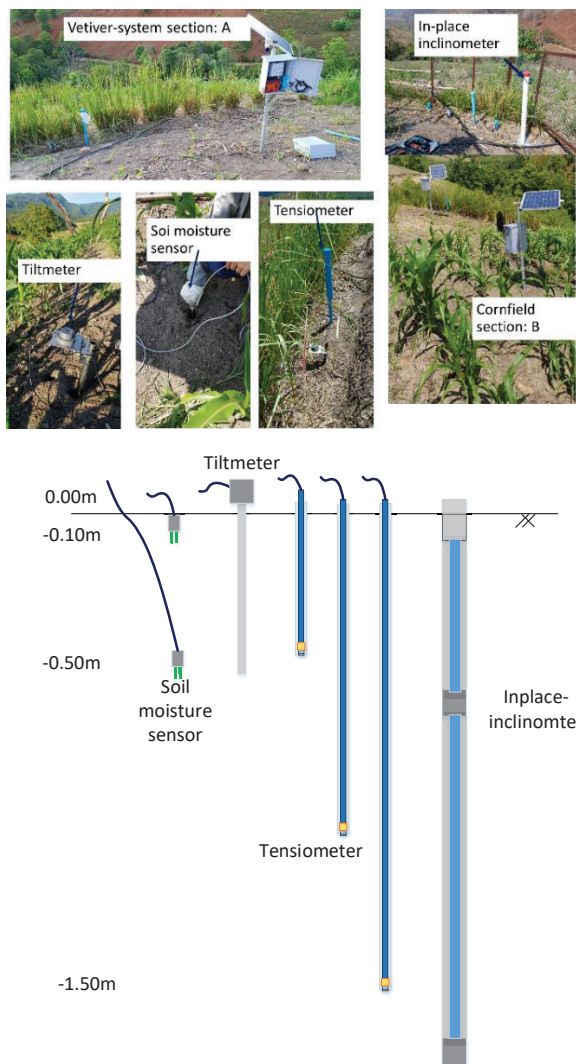 Vetiver-system section: A
In-place
inclinometer
Tiltmeter
Soi moisture
sensor
Tensiometer
Cornfield
section: B
Tiltmeter
0.00m
-0.10m
-0.50m
Soil
moisture
sensor
Inplace-
inclinomte
Tensiometer
-1.50m